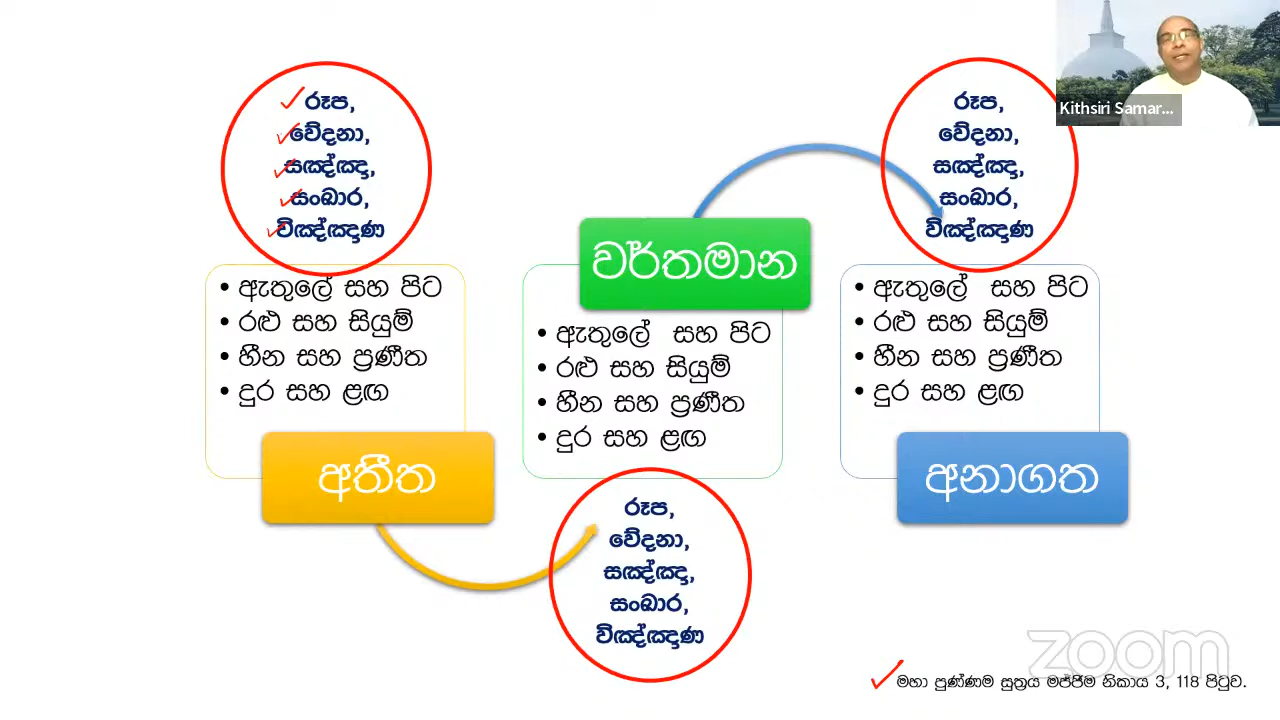 රූප,
වේදනා,
සඤ්ඤා,
සංඛාර,
විඤ්ඤාණ
• ඇතුලේ සහ පිට
• රළු සහ සියුම්
• හීන සහ ප්‍රණීත
• දුර සහ ළඟ
අතීත
වර්තමාන
• ඇතුලේ සහ පිට
• රළු සහ සියුම්
• හීන සහ ප්‍රණීත
• දුර සහ ළඟ
රූප,
වේදනා,
සඤ්ඤා,
සංඛාර,
විඤ්ඤාණ
රූප,
වේදනා,
සඤ්ඤා,
සංඛාර,
විඤ්ඤාණ
• ඇතුලේ සහ පිට
• රළු සහ සියුම්
• හීන සහ ප්‍රණීත
• දුර සහ ළඟ
අනාගත
Kithsiri Samar...
zoom
මහා පුණ්ණම සුත්‍රය මජ්ජිම නිකාය 3, 118 පිටුව.